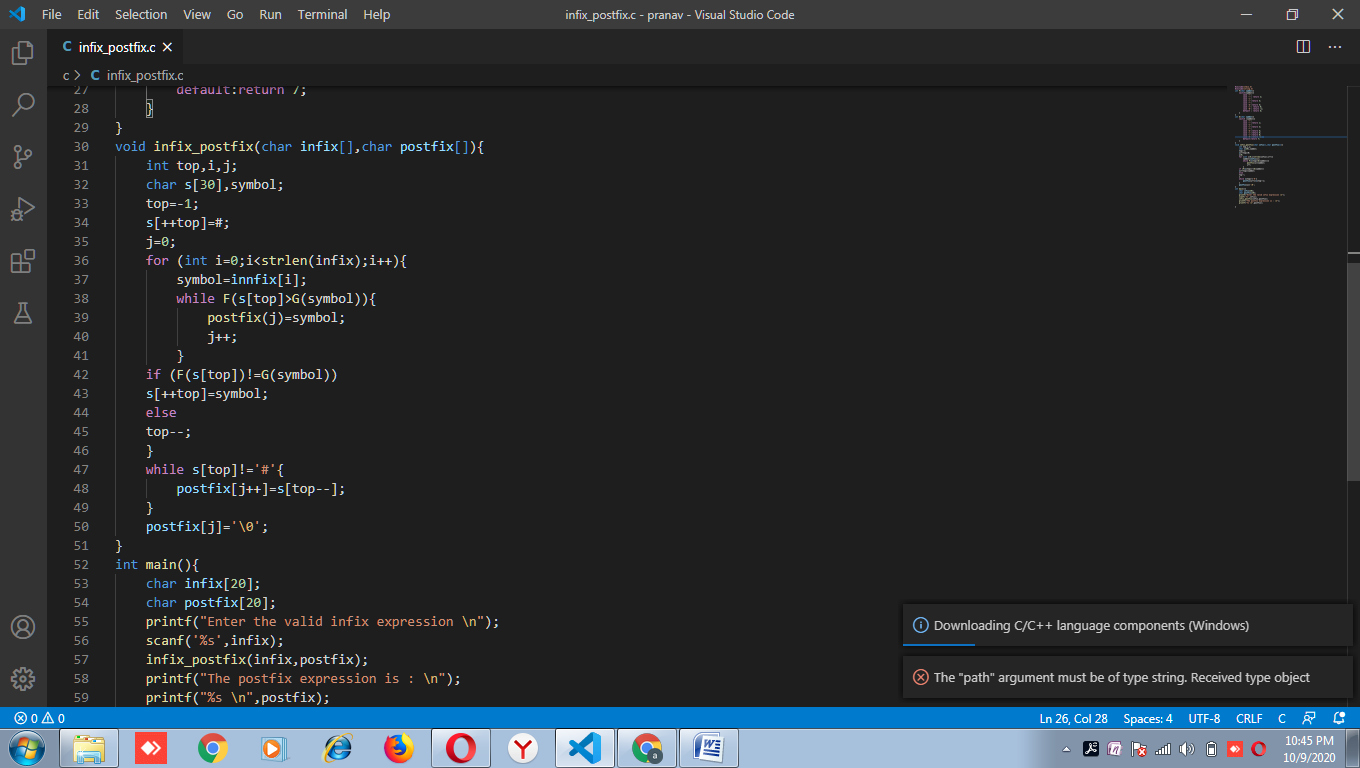 File Edit Selection View Go Run Terminal Help
infix_postfix.c - pranav - Visual Studio Code
C infix_postfix.c
c > C infix_postfix.c
27 default:return 7;
28 }
29 }
30 void infix_postfix(char infix[],char postfix[]){
31 int top,i,j;
32 char s[30],symbol;
33 top=-1;
34 s[++top]=#;
35 j=0;
36 for (int i=0;i<strlen(infix);i++){
37 symbol=innfix[i];
38 while F(s[top]>G(symbol)){
39 postfix(j)=symbol;
40 j++;
41 }
42 if (F(s[top])!=G(symbol))
43 s[++top]=symbol;
44 else
45 top--;
46 }
47 while s[top]!='#'{
48 postfix[j++]=s[top--];
49 }
50 postfix[j]='\0';
51 }
52 int main(){
53 char infix[20];
54 char postfix[20];
55 printf("Enter the valid infix expression \n");
56 scanf('%s',infix);
57 infix_postfix(infix,postfix);
58 printf("The postfix expression is : \n");
59 printf("%s \n",postfix);
Downloading C/C++ language components (Windows)
The "path" argument must be of type string. Received type object
0 0
Ln 26, Col 28 Spaces: 4 UTF-8 CRLF C
10:45 PM
10/9/2020